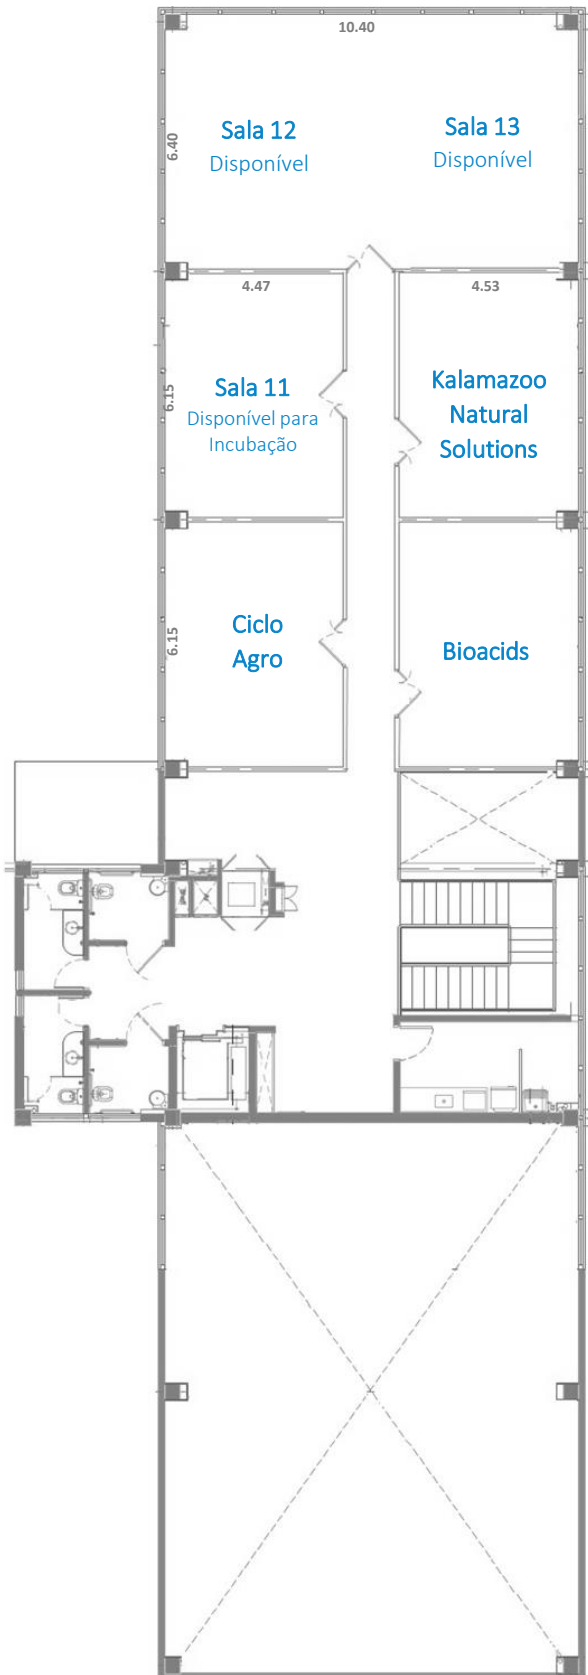 10.40
Sala 12
Disponível
Sala 13
Disponível
6.40
4.47
4.53
Sala 11
Disponível para
Incubação
6.15
Kalamazoo
Natural
Solutions
Ciclo
Agro
6.15
Bioacids